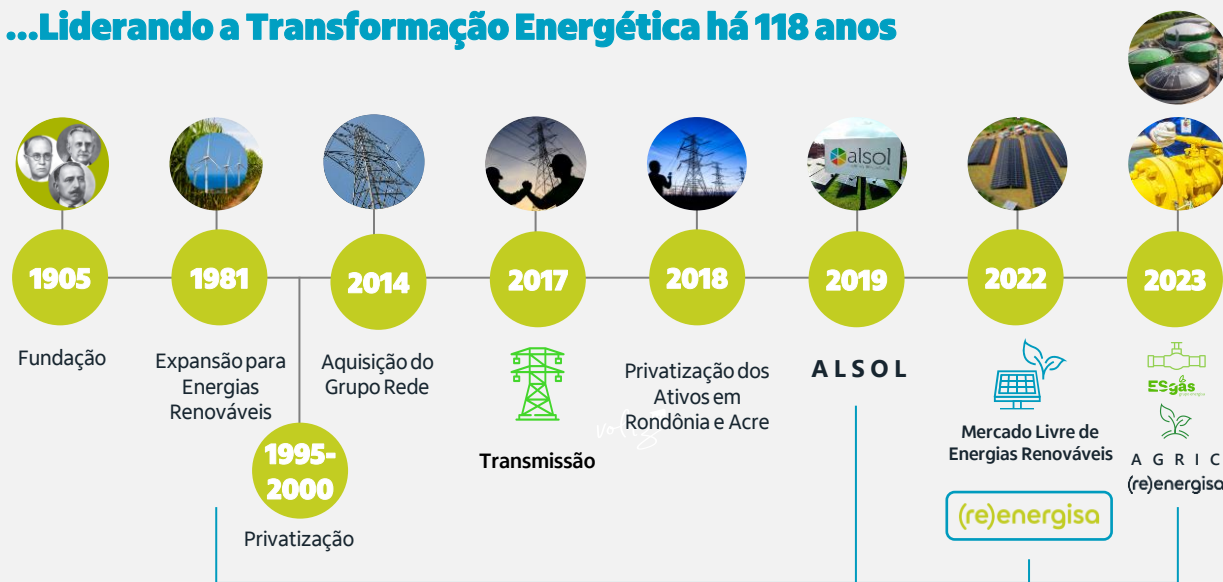 ...Liderando a Transformação Energética há 118 anos
alsol
1905
1981
2014
2017
2018
2019
2022
2023
Fundação
Expansão para
Energias
Renováveis
1995-
2000
Privatização
Aquisição do
Grupo Rede
Transmissão
Privatização dos
Ativos em
Rondônia e Acre
ALSOL
Mercado Livre de
Energias Renováveis
(re)energisa
ESgás
AGRIC
(re)energisa